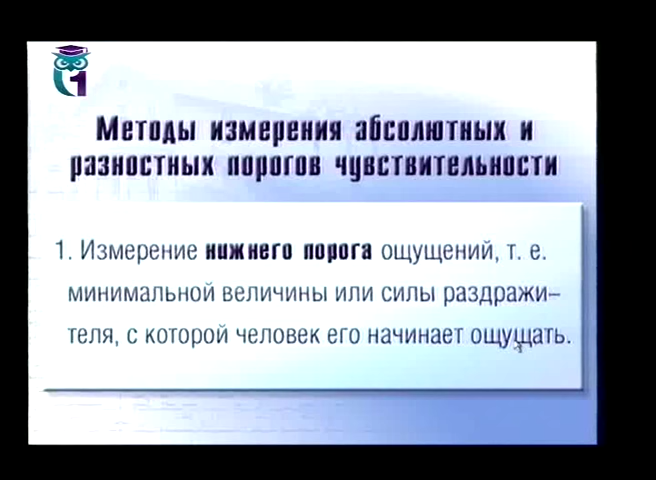 1
Методы измерения абсолютных и
разностных порогов чувствительности
1. Измерение нижнего порога ощущений, т. е.
минимальной величины или силы раздражи–
теля, с которой человек его начинает ощущать.